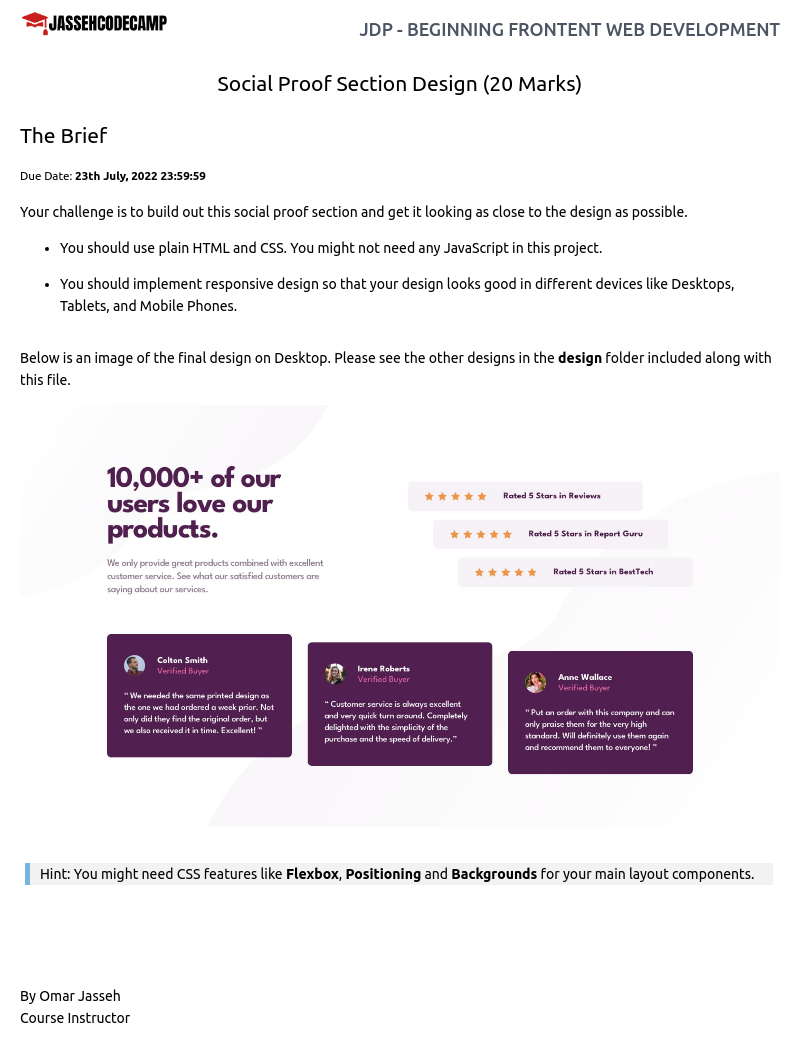 JASSEHCODECAMP
JDP - BEGINNING FRONTENT WEB DEVELOPMENT
Social Proof Section Design (20 Marks)
The Brief
Due Date: 23th July, 2022 23:59:59
Your challenge is to build out this social proof section and get it looking as close to the design as possible.
• You should use plain HTML and CSS. You might not need any JavaScript in this project.
• You should implement responsive design so that your design looks good in different devices like Desktops,
Tablets, and Mobile Phones.
Below is an image of the final design on Desktop. Please see the other designs in the design folder included along with
this file.
10,000+ of our
users love our
products.
We only provide great products combined with excellent
customer service. See what our satisfied customers are
saying about our services.
Rated 5 Stars in Reviews
Rated 5 Stars in Report Guru
Rated 5 Stars in BestTech
Colton Smith
Verified Buyer
“ We needed the same printed design as
the one we had ordered a week prior. Not
only did they find the original order, but
we also received it in time. Excellent! ”
Irene Roberts
Verified Buyer
“ Customer service is always excellent
and very quick turn around. Completely
delighted with the simplicity of the
purchase and the speed of delivery.”
Anne Wallace
Verified Buyer
“ Put an order with this company and can
only praise them for the very high
standard. Will definitely use them again
and recommend them to everyone! ”
Hint: You might need CSS features like Flexbox, Positioning and Backgrounds for your main layout components.
By Omar Jasseh
Course Instructor